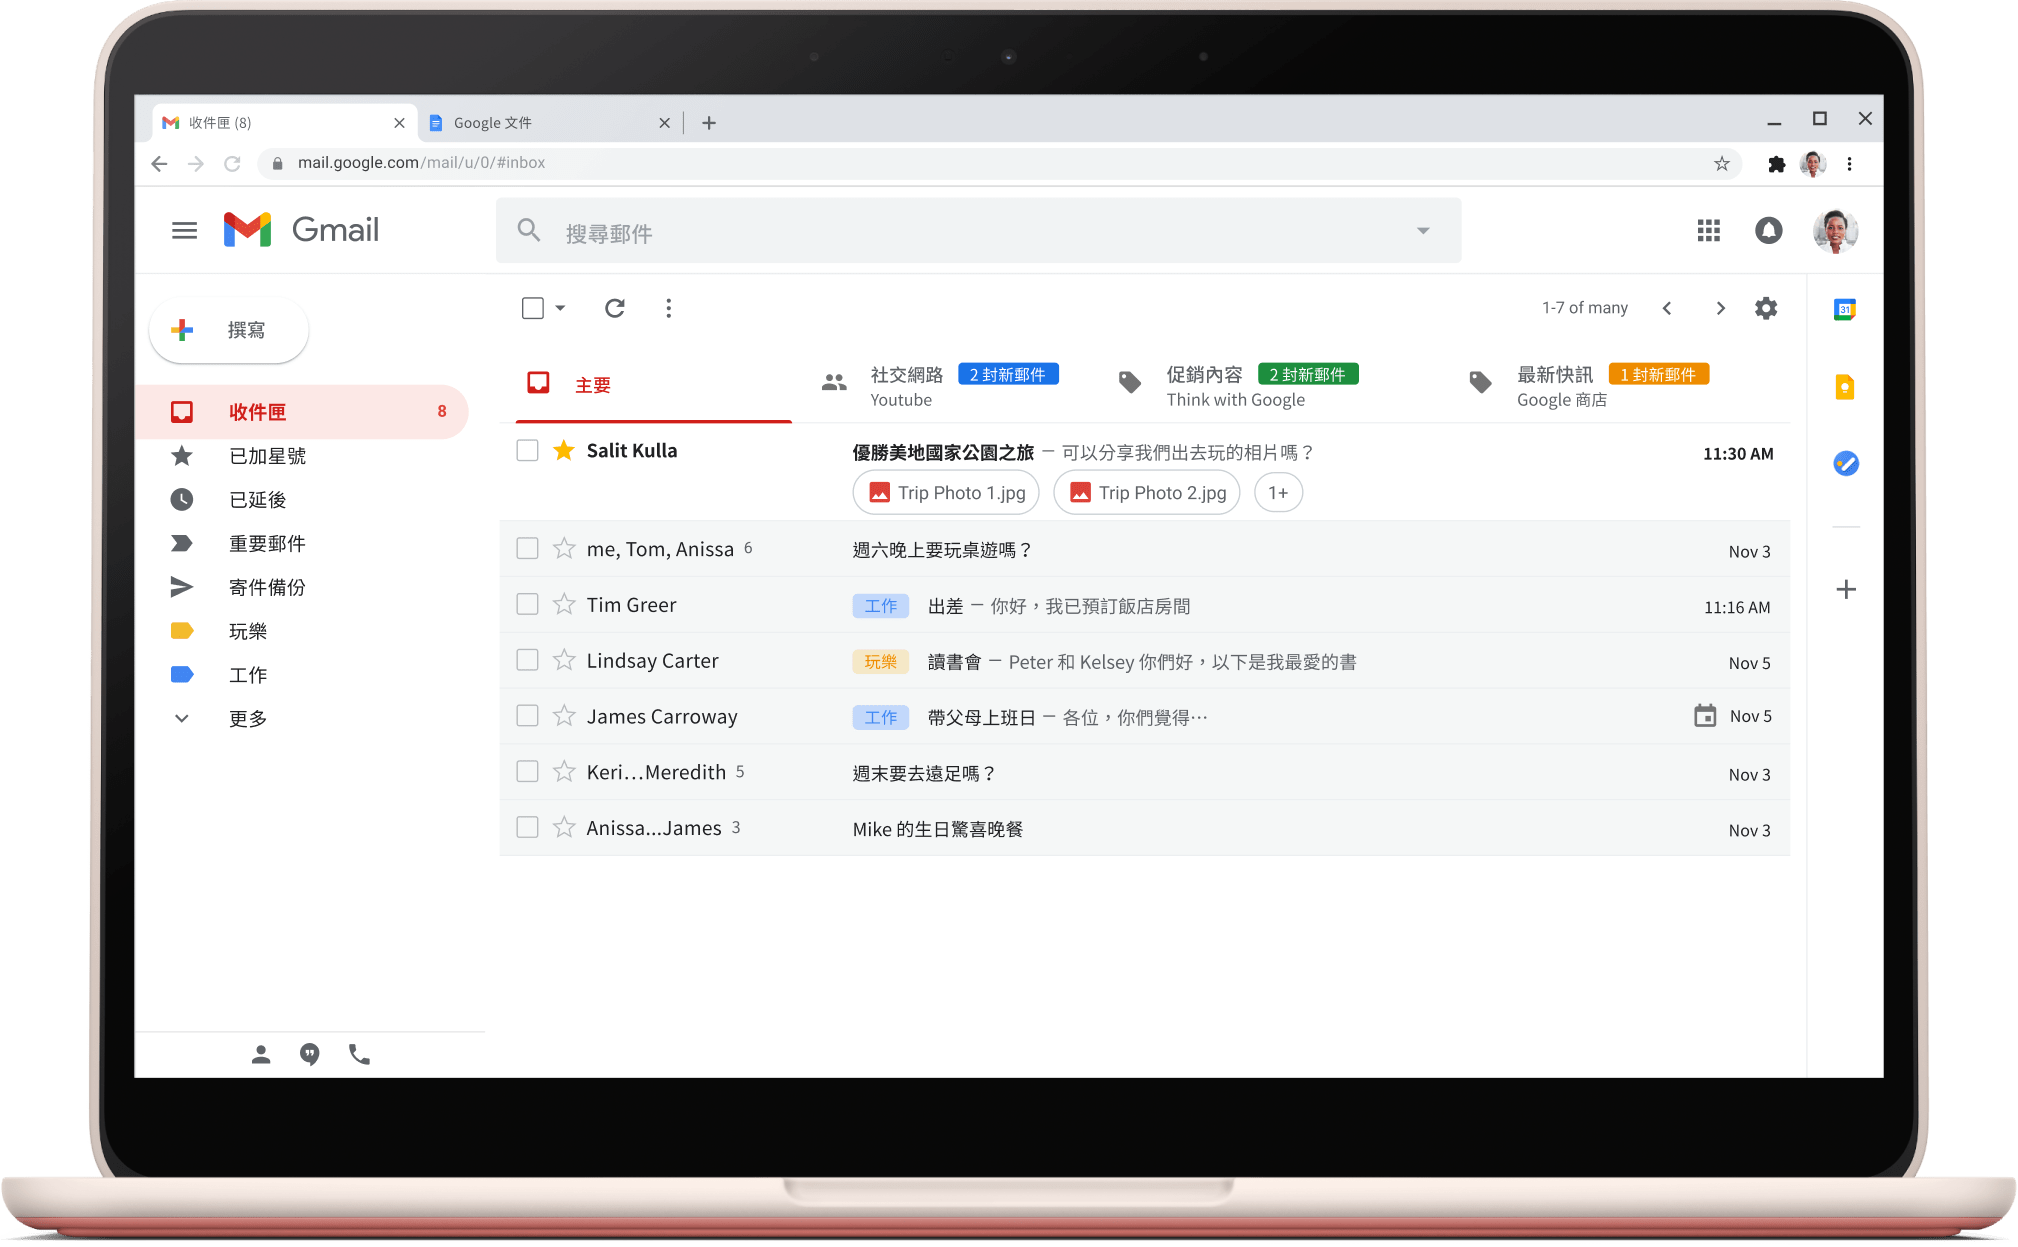 收件匣 (8)
Google 文件
mail.google.com/mail/u/0/#inbox
Gmail
搜尋郵件
撰寫
1-7 of many
收件匣 8
已加星號
已延後
重要郵件
寄件備份
玩樂
工作
更多
主要
社交網路 2 封新郵件
Youtube
促銷內容 2 封新郵件
Think with Google
最新快訊 1 封新郵件
Google 商店
Salit Kulla 優勝美地國家公園之旅 — 可以分享我們出去玩的相片嗎？ 11:30 AM
Trip Photo 1.jpg Trip Photo 2.jpg 1+
me, Tom, Anissa 6 週六晚上要玩桌遊嗎？ Nov 3
Tim Greer 工作 出差 — 你好，我已預訂飯店房間 11:16 AM
Lindsay Carter 玩樂 讀書會 — Peter 和 Kelsey 你們好，以下是我最愛的書 Nov 5
James Carroway 工作 帶父母上班日 — 各位，你們覺得⋯ Nov 5
Keri...Meredith 5 週末要去遠足嗎？ Nov 3
Anissa...James 3 Mike 的生日驚喜晚餐 Nov 3
31